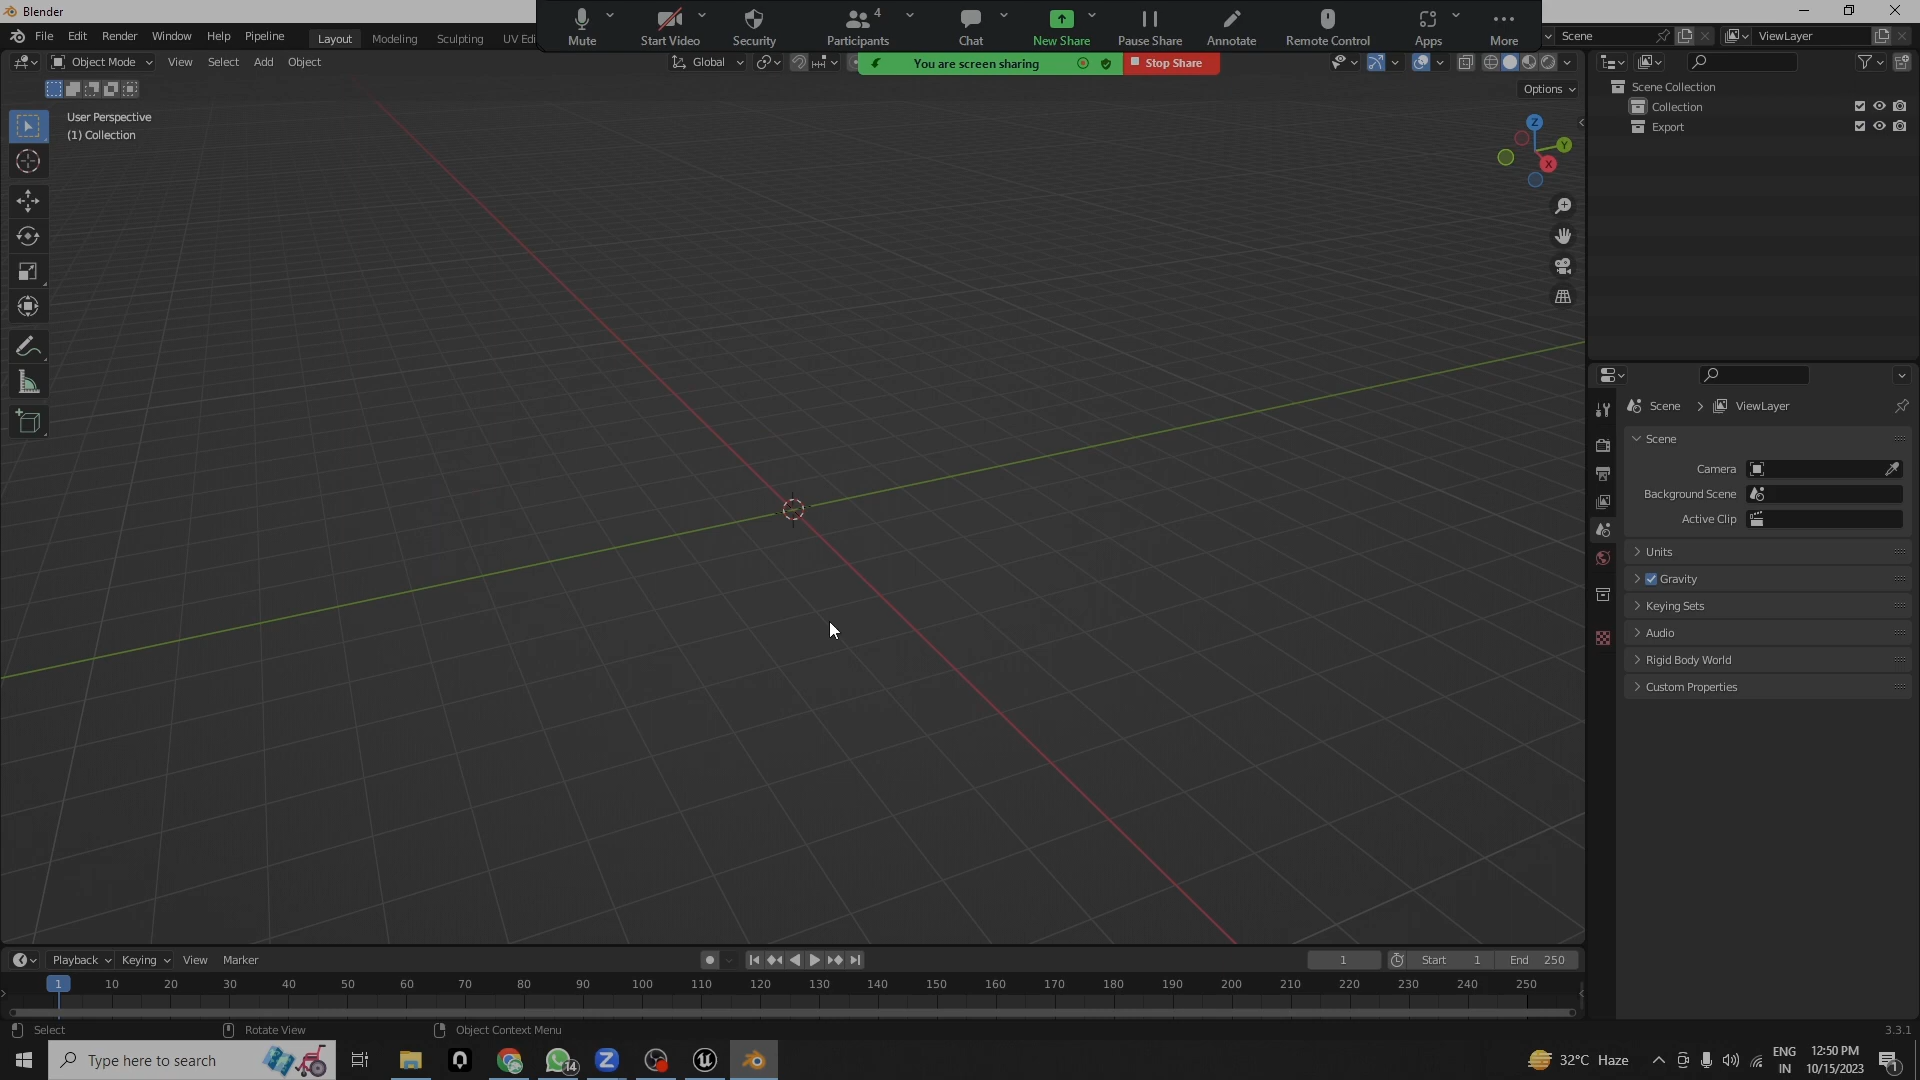 Blender
Mute
Start Video
Security
Participants
4
Chat
New Share
Pause Share
Annotate
Remote Control
Apps
More
File Edit Render Window Help Pipeline
Layout Modeling Sculpting UV Edi
Scene
ViewLayer
Object Mode
View Select Add Object
Global
You are screen sharing
Stop Share
Options
User Perspective
(1) Collection
Z
Y
X
Scene Collection
Collection
Export
Scene > ViewLayer
Scene
Camera
Background Scene
Active Clip
Units
Gravity
Keying Sets
Audio
Rigid Body World
Custom Properties
Playback Keying View Marker
1
Start 1
End 250
1 10 20 30 40 50 60 70 80 90 100 110 120 130 140 150 160 170 180 190 200 210 220 230 240 250
Select
Rotate View
Object Context Menu
3.3.1
Type here to search
14
32°C Haze
ENG
IN
12:50 PM
10/15/2023
1